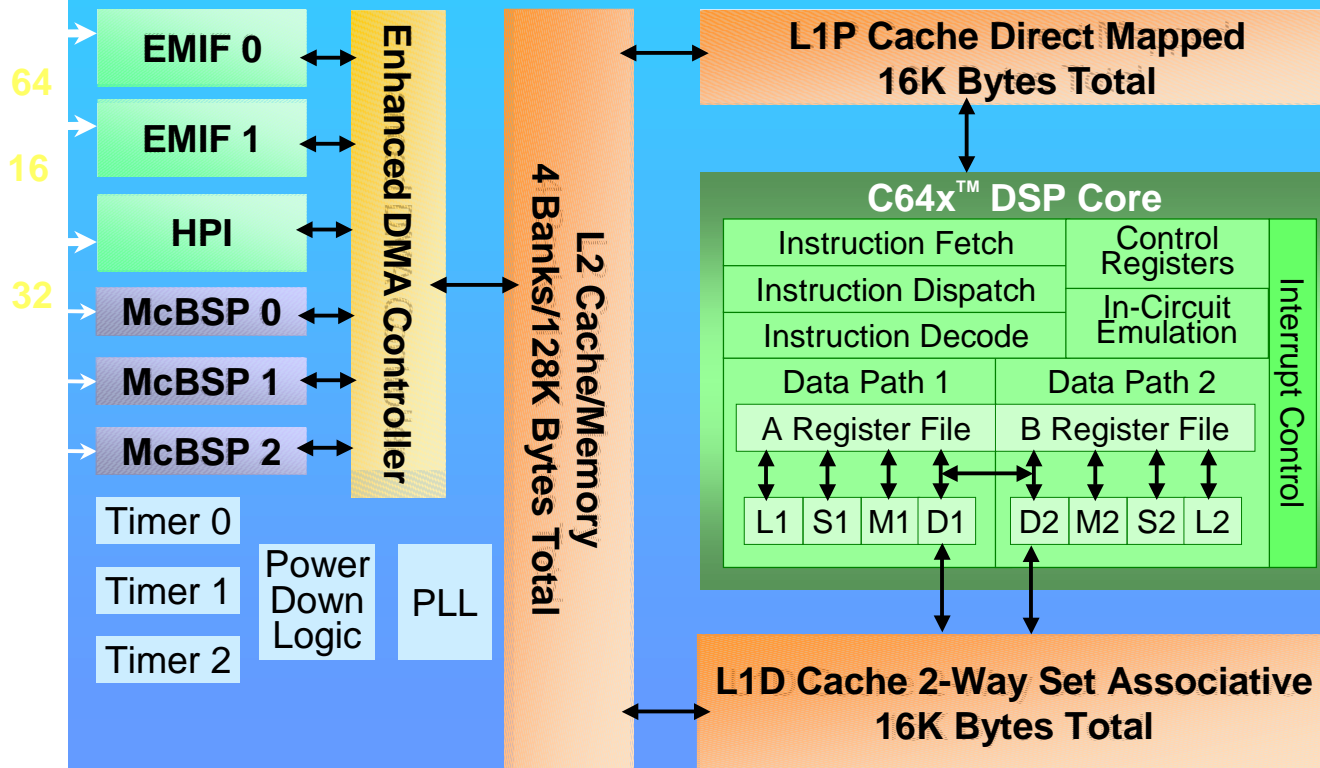 64
16
32
EMIF 0
EMIF 1
HPI
McBSP 0
McBSP 1
McBSP 2
Timer 0
Timer 1
Timer 2
Power
Down
Logic
PLL
Enhanced DMA Controller
L2 Cache/Memory
4 Banks/128K Bytes Total
L1P Cache Direct Mapped
16K Bytes Total
C64x™ DSP Core
Instruction Fetch
Instruction Dispatch
Instruction Decode
Control
Registers
In-Circuit
Emulation
Interrupt Control
Data Path 1
Data Path 2
A Register File
B Register File
L1 S1 M1 D1
D2 M2 S2 L2
L1D Cache 2-Way Set Associative
16K Bytes Total